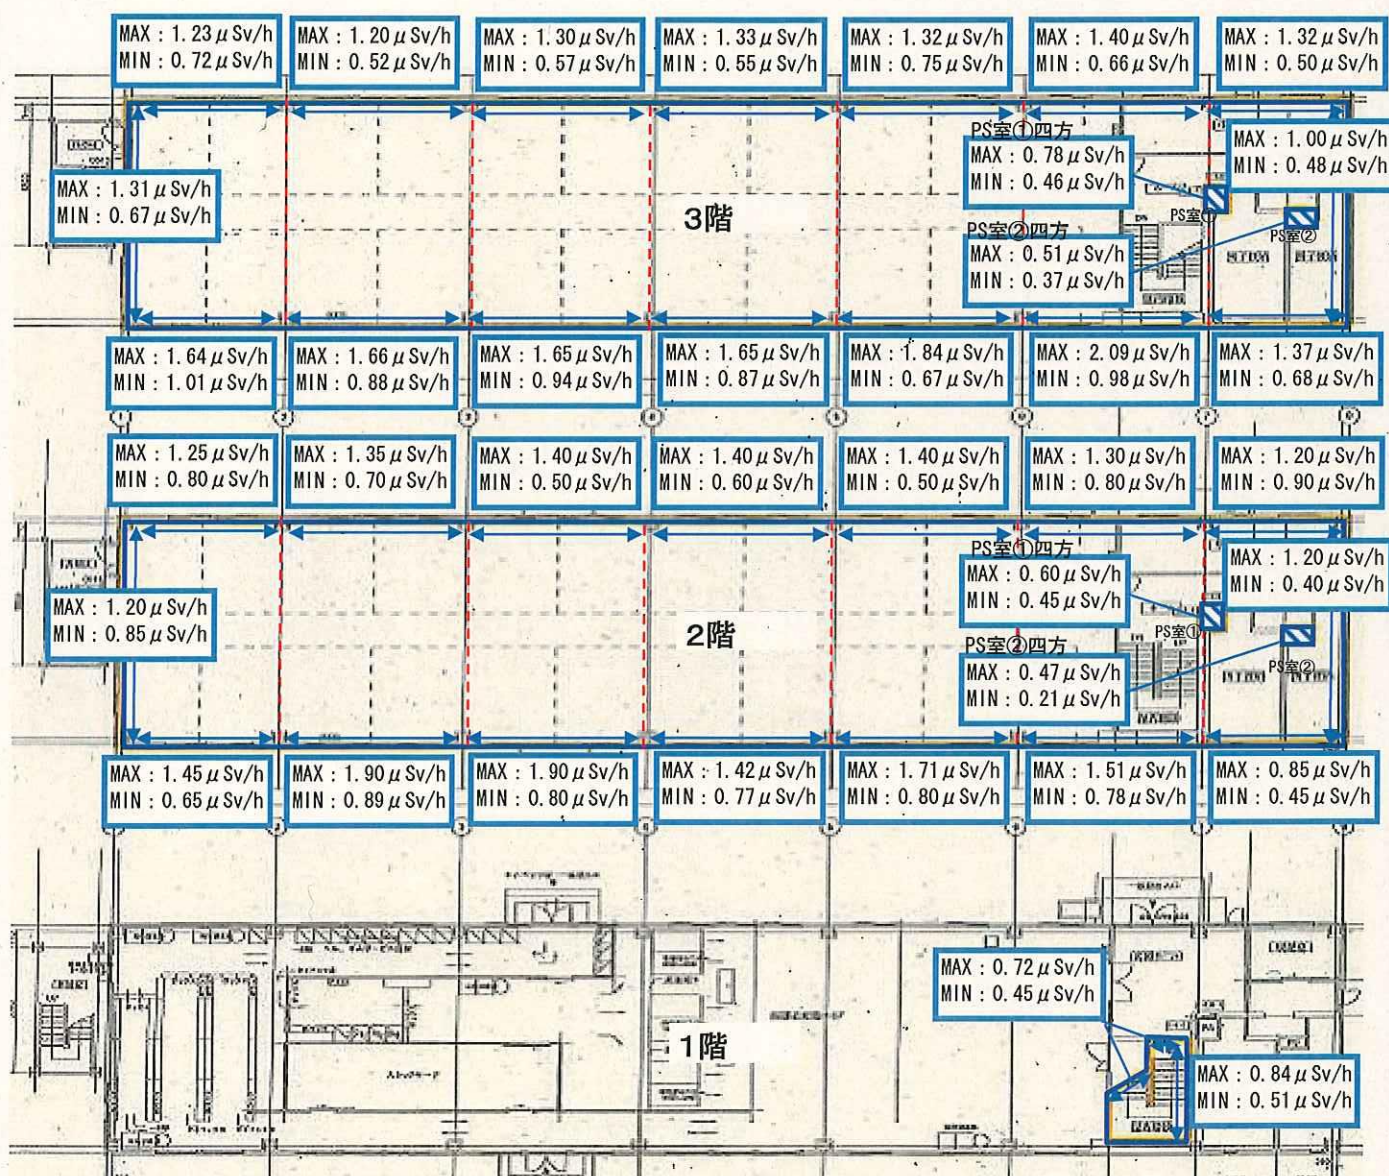 MAX：1.23μSv/h
MIN：0.72μSv/h
MAX：1.20μSv/h
MIN：0.52μSv/h
MAX：1.30μSv/h
MIN：0.57μSv/h
MAX：1.33μSv/h
MIN：0.55μSv/h
MAX：1.32μSv/h
MIN：0.75μSv/h
MAX：1.40μSv/h
MIN：0.66μSv/h
MAX：1.32μSv/h
MIN：0.50μSv/h
MAX：1.31μSv/h
MIN：0.67μSv/h
3階
PS室①四方
MAX：0.78μSv/h
MIN：0.46μSv/h
PS室①
MAX：1.00μSv/h
MIN：0.48μSv/h
PS室②四方
MAX：0.51μSv/h
MIN：0.37μSv/h
PS室②
MAX：1.64μSv/h
MIN：1.01μSv/h
MAX：1.66μSv/h
MIN：0.88μSv/h
MAX：1.65μSv/h
MIN：0.94μSv/h
MAX：1.65μSv/h
MIN：0.87μSv/h
MAX：1.84μSv/h
MIN：0.67μSv/h
MAX：2.09μSv/h
MIN：0.98μSv/h
MAX：1.37μSv/h
MIN：0.68μSv/h
MAX：1.25μSv/h
MIN：0.80μSv/h
MAX：1.35μSv/h
MIN：0.70μSv/h
MAX：1.40μSv/h
MIN：0.50μSv/h
MAX：1.40μSv/h
MIN：0.60μSv/h
MAX：1.40μSv/h
MIN：0.50μSv/h
MAX：1.30μSv/h
MIN：0.80μSv/h
MAX：1.20μSv/h
MIN：0.90μSv/h
MAX：1.20μSv/h
MIN：0.85μSv/h
2階
PS室①四方
MAX：0.60μSv/h
MIN：0.45μSv/h
PS室①
MAX：1.20μSv/h
MIN：0.40μSv/h
PS室②四方
MAX：0.47μSv/h
MIN：0.21μSv/h
PS室②
MAX：1.45μSv/h
MIN：0.65μSv/h
MAX：1.90μSv/h
MIN：0.89μSv/h
MAX：1.90μSv/h
MIN：0.80μSv/h
MAX：1.42μSv/h
MIN：0.77μSv/h
MAX：1.71μSv/h
MIN：0.80μSv/h
MAX：1.51μSv/h
MIN：0.78μSv/h
MAX：0.85μSv/h
MIN：0.45μSv/h
1階
MAX：0.72μSv/h
MIN：0.45μSv/h
MAX：0.84μSv/h
MIN：0.51μSv/h